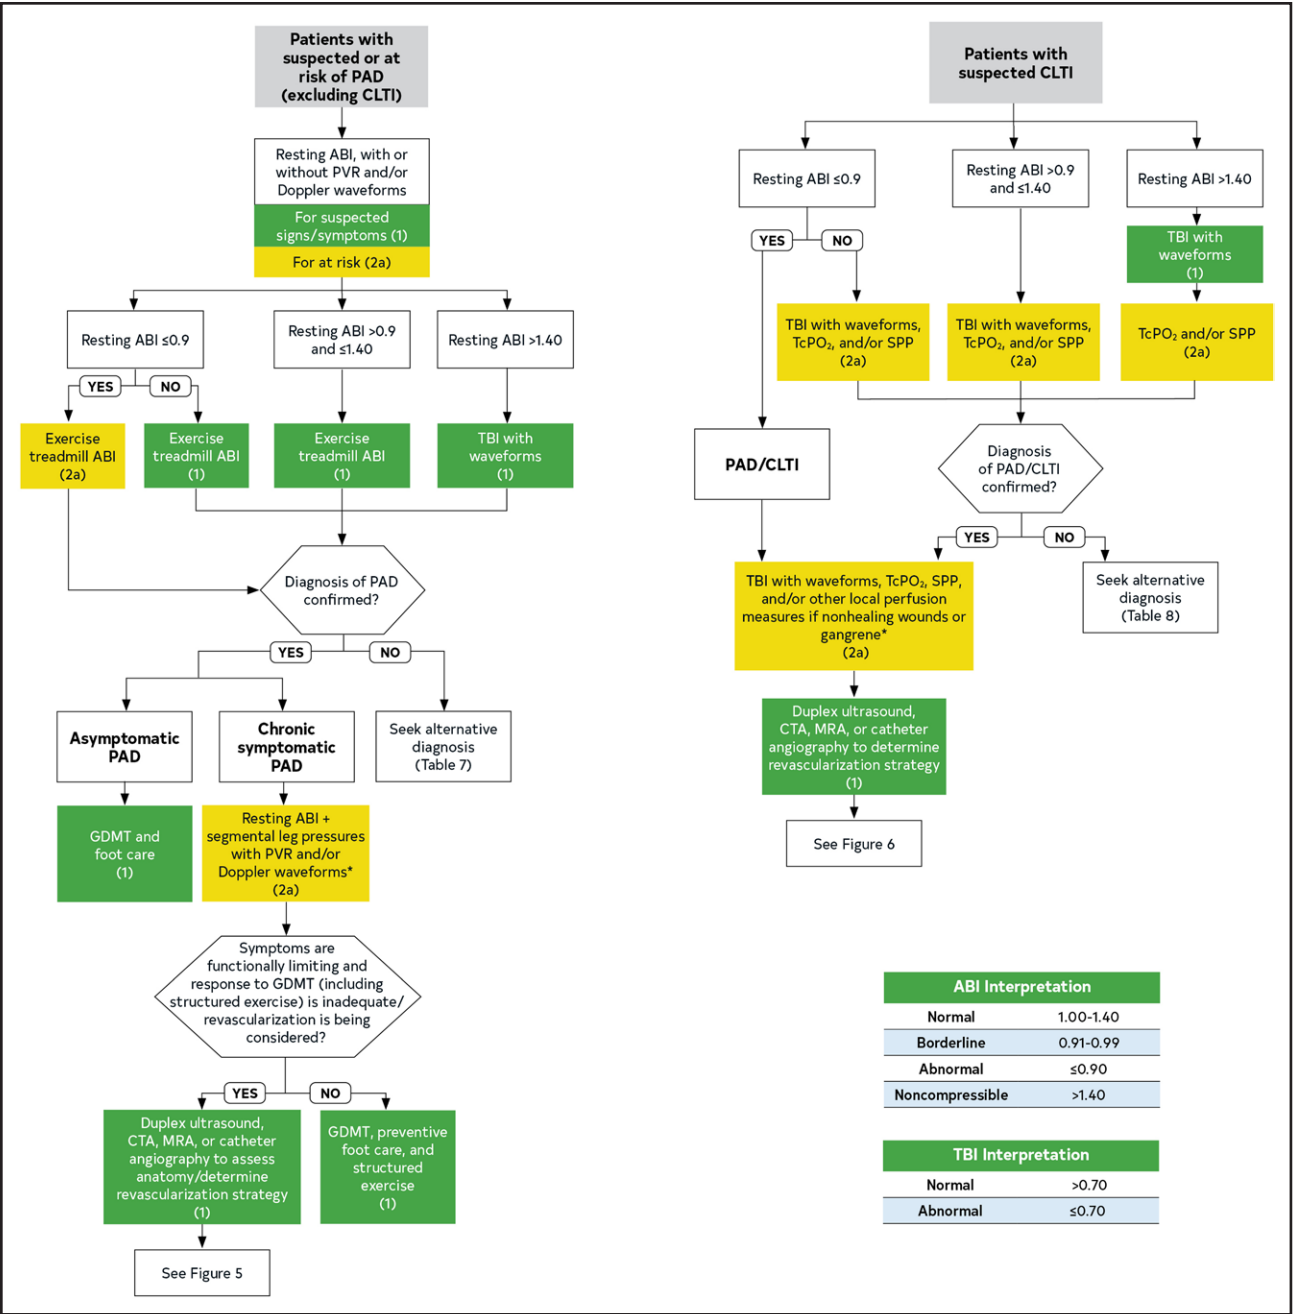 Patients with
suspected or at
risk of PAD
(excluding CLTI)
Resting ABI, with or
without PVR and/or
Doppler waveforms
For suspected
signs/symptoms (1)
For at risk (2a)
Resting ABI ≤0.9
Resting ABI >0.9
and ≤1.40
Resting ABI >1.40
YES
NO
Exercise
treadmill ABI
(2a)
Exercise
treadmill ABI
(1)
Exercise
treadmill ABI
(1)
TBI with
waveforms
(1)
Diagnosis of PAD
confirmed?
YES
NO
Asymptomatic
PAD
Chronic
symptomatic
PAD
Seek alternative
diagnosis
(Table 7)
GDMT and
foot care
(1)
Resting ABI +
segmental leg pressures
with PVR and/or
Doppler waveforms*
(2a)
Symptoms are
functionally limiting and
response to GDMT (including
structured exercise) is inadequate/
revascularization is being
considered?
YES
NO
Duplex ultrasound,
CTA, MRA, or catheter
angiography to assess
anatomy/determine
revascularization strategy
(1)
GDMT, preventive
foot care, and
structured
exercise
(1)
See Figure 5
Patients with
suspected CLTI
Resting ABI ≤0.9
Resting ABI >0.9
and ≤1.40
Resting ABI >1.40
YES
NO
TBI with
waveforms
(1)
TBI with waveforms,
TcPO₂, and/or SPP
(2a)
TBI with waveforms,
TcPO₂, and/or SPP
(2a)
TcPO₂ and/or SPP
(2a)
PAD/CLTI
Diagnosis
of PAD/CLTI
confirmed?
YES
NO
TBI with waveforms, TcPO₂, SPP,
and/or other local perfusion
measures if nonhealing wounds or
gangrene*
(2a)
Seek alternative
diagnosis
(Table 8)
Duplex ultrasound,
CTA, MRA, or catheter
angiography to determine
revascularization strategy
(1)
See Figure 6
ABI Interpretation
Normal 1.00-1.40
Borderline 0.91-0.99
Abnormal ≤0.90
Noncompressible >1.40
TBI Interpretation
Normal >0.70
Abnormal ≤0.70